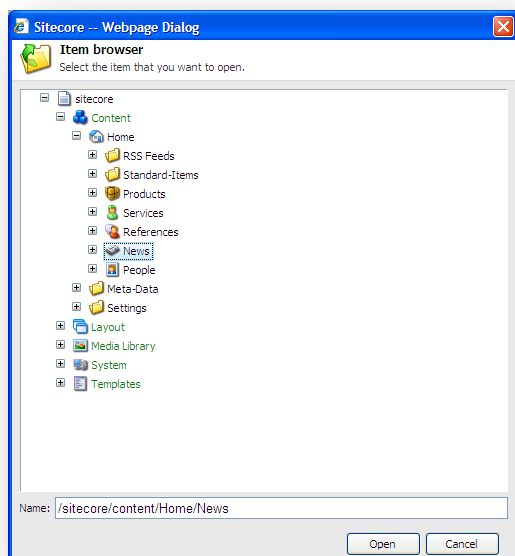 Sitecore -- Webpage Dialog
Item browser
Select the item that you want to open.
sitecore
Content
Home
RSS Feeds
Standard-Items
Products
Services
References
News
People
Meta-Data
Settings
Layout
Media Library
System
Templates
Name: /sitecore/content/Home/News
Open Cancel